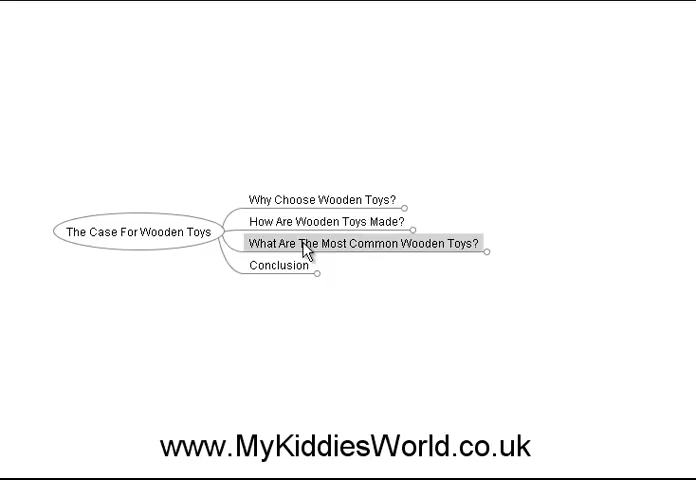 Why Choose Wooden Toys?
How Are Wooden Toys Made?
The Case For Wooden Toys
What Are The Most Common Wooden Toys?
Conclusion
www.MyKiddiesWorld.co.uk